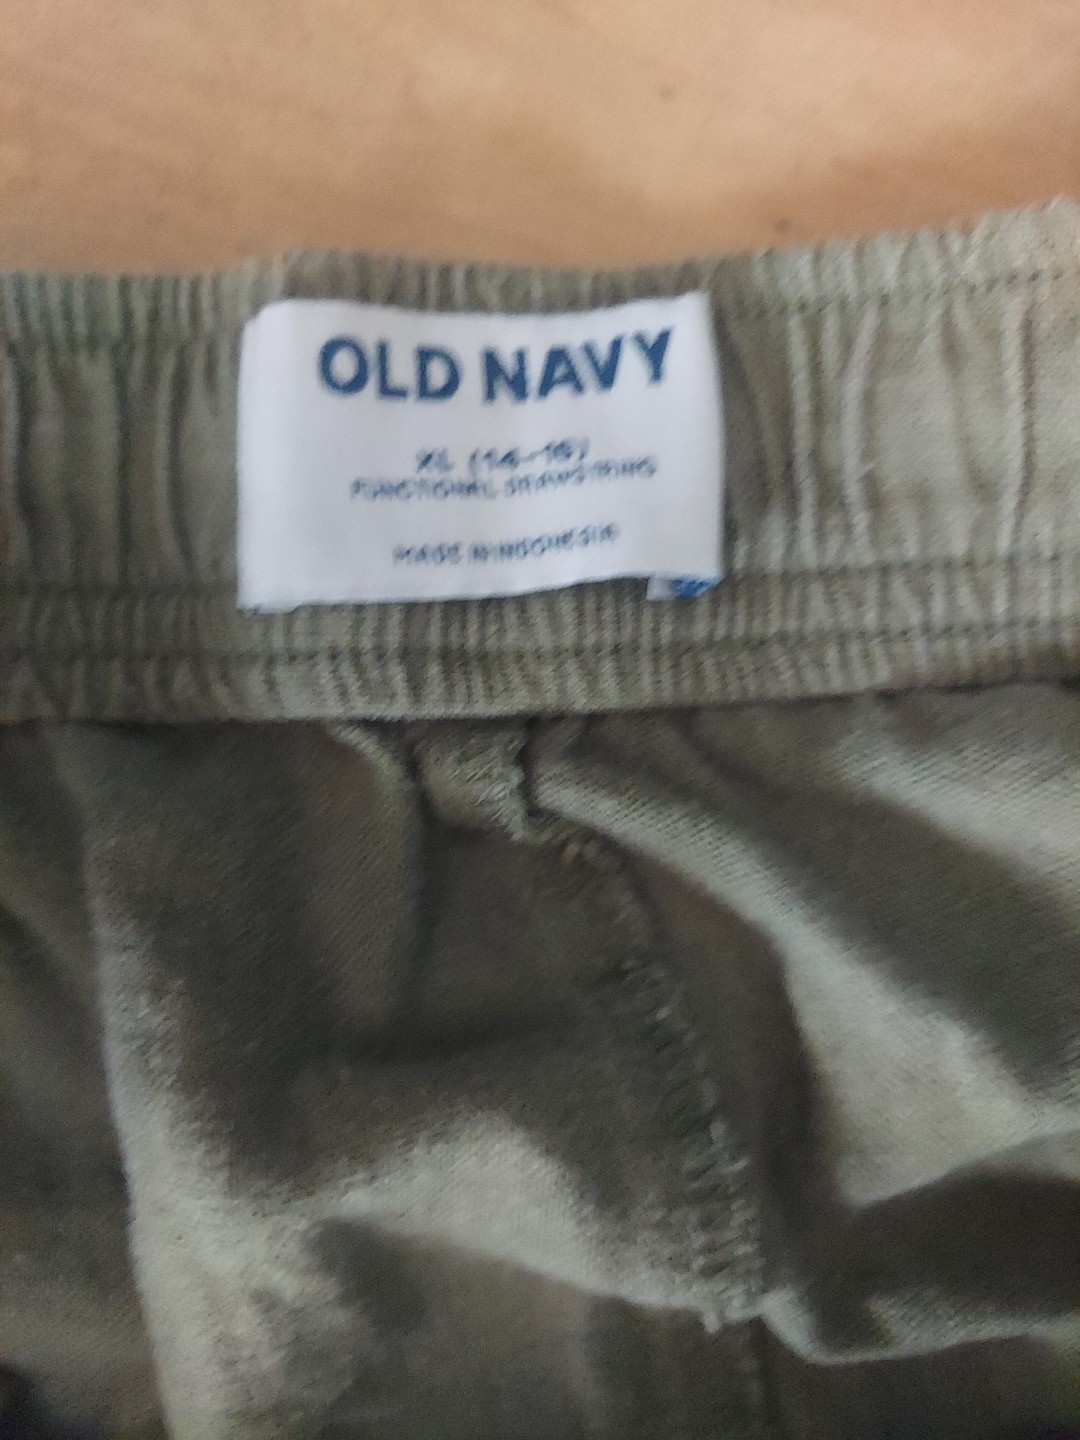 OLD NAVY
XL (14-16)
FUNCTIONAL DRAWSTRING
MADE IN INDONESIA